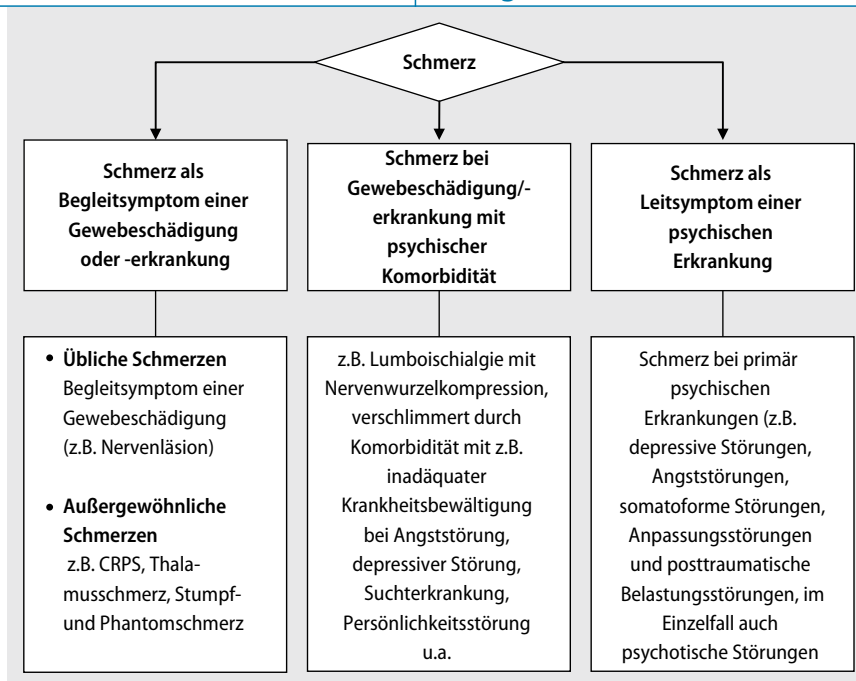 Schmerz
Schmerz als
Begleitsymptom einer
Gewebeschädigung
oder -erkrankung
Schmerz bei
Gewebeschädigung/-
erkrankung mit
psychischer
Komorbidität
Schmerz als
Leitsymptom einer
psychischen
Erkrankung
• Übliche Schmerzen
Begleitsymptom einer
Gewebeschädigung
(z.B. Nervenläsion)
• Außergewöhnliche
Schmerzen
z.B. CRPS, Thala-
musschmerz, Stumpf-
und Phantomschmerz
z.B. Lumboischialgie mit
Nervenwurzelkompression,
verschlimmert durch
Komorbidität mit z.B.
inadäquater
Krankheitsbewältigung
bei Angststörung,
depressiver Störung,
Suchterkrankung,
Persönlichkeitsstörung
u.a.
Schmerz bei primär
psychischen
Erkrankungen (z.B.
depressive Störungen,
Angststörungen,
somatoforme Störungen,
Anpassungsstörungen
und posttraumatische
Belastungsstörungen, im
Einzelfall auch
psychotische Störungen